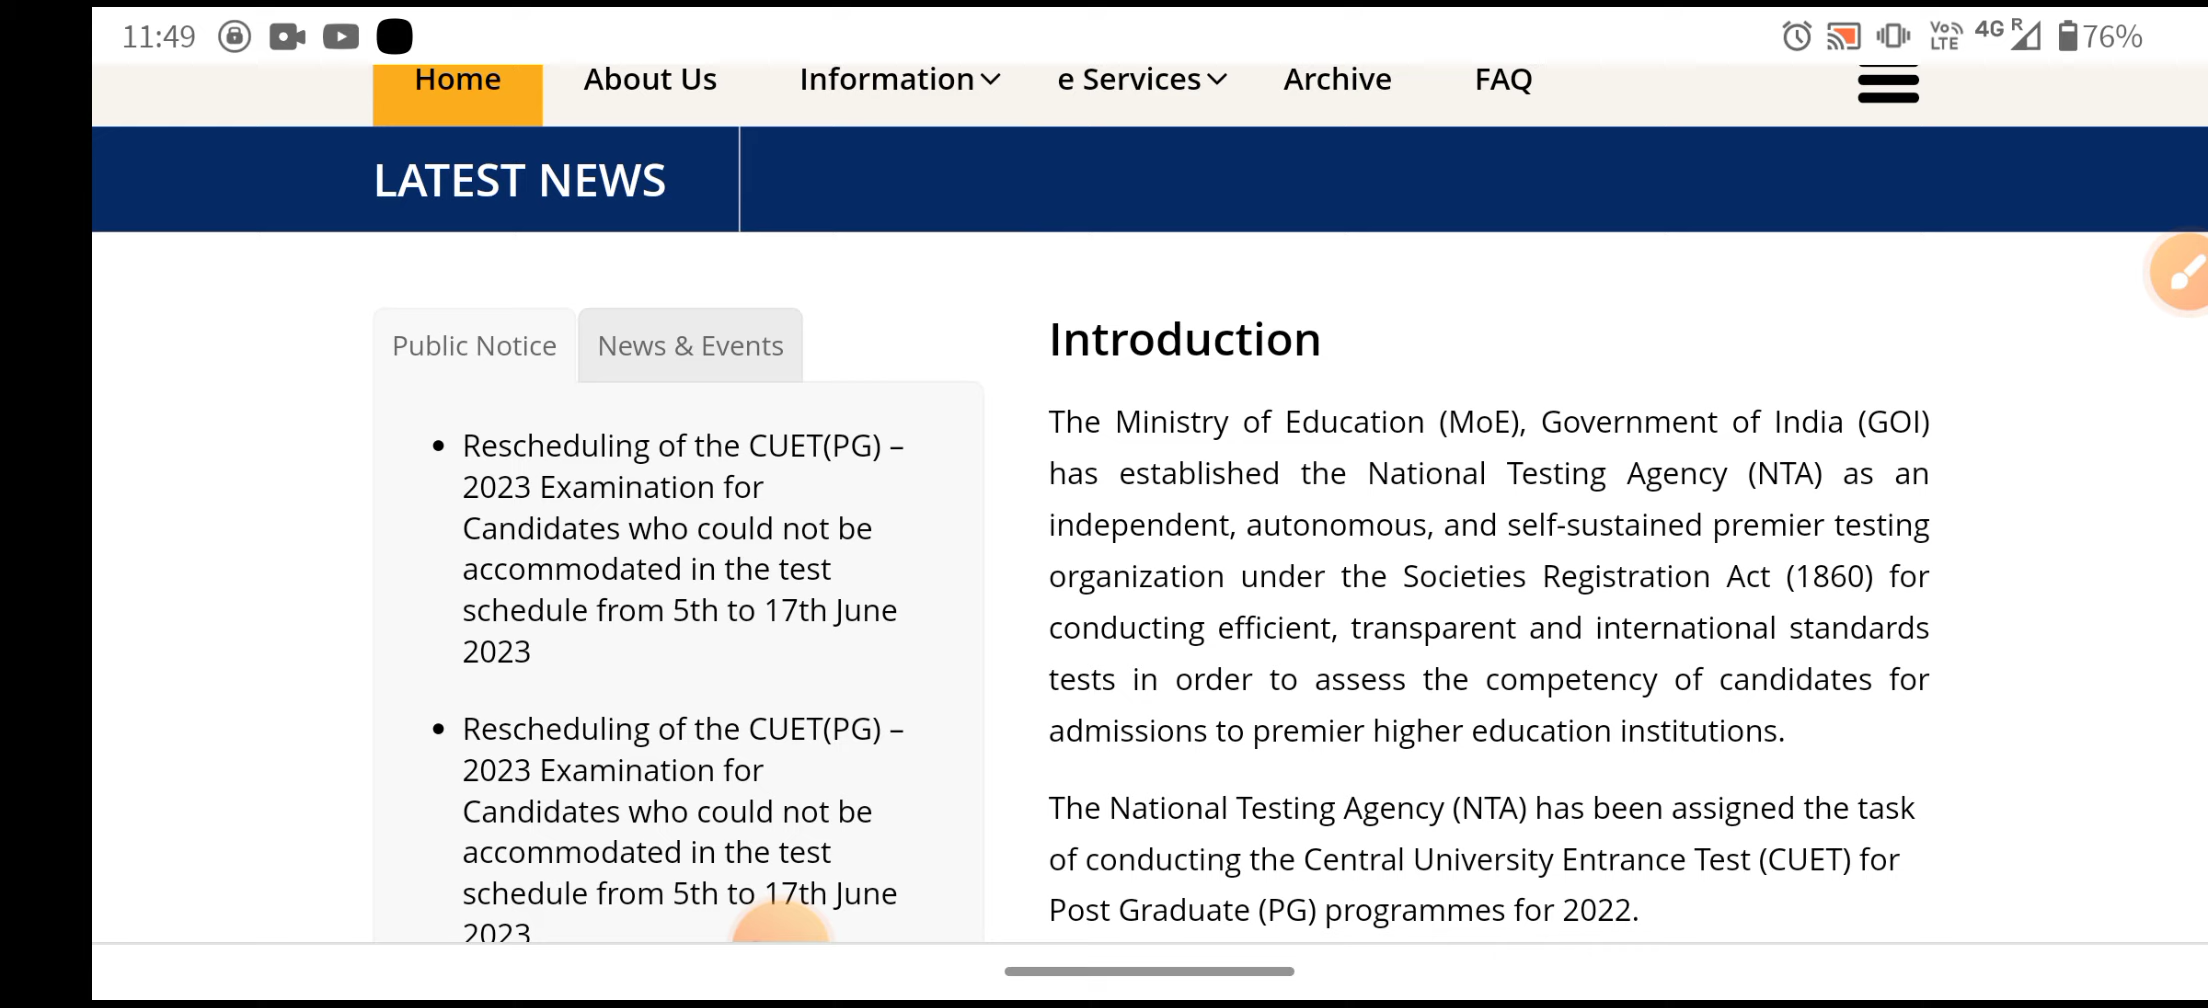 11:49
Vo)) LTE 4G R 76%
Home About Us Information e Services Archive FAQ
LATEST NEWS
Public Notice News & Events
• Rescheduling of the CUET(PG) –
2023 Examination for
Candidates who could not be
accommodated in the test
schedule from 5th to 17th June
2023
• Rescheduling of the CUET(PG) –
2023 Examination for
Candidates who could not be
accommodated in the test
schedule from 5th to 17th June
2023
Introduction
The Ministry of Education (MoE), Government of India (GOI)
has established the National Testing Agency (NTA) as an
independent, autonomous, and self-sustained premier testing
organization under the Societies Registration Act (1860) for
conducting efficient, transparent and international standards
tests in order to assess the competency of candidates for
admissions to premier higher education institutions.
The National Testing Agency (NTA) has been assigned the task
of conducting the Central University Entrance Test (CUET) for
Post Graduate (PG) programmes for 2022.